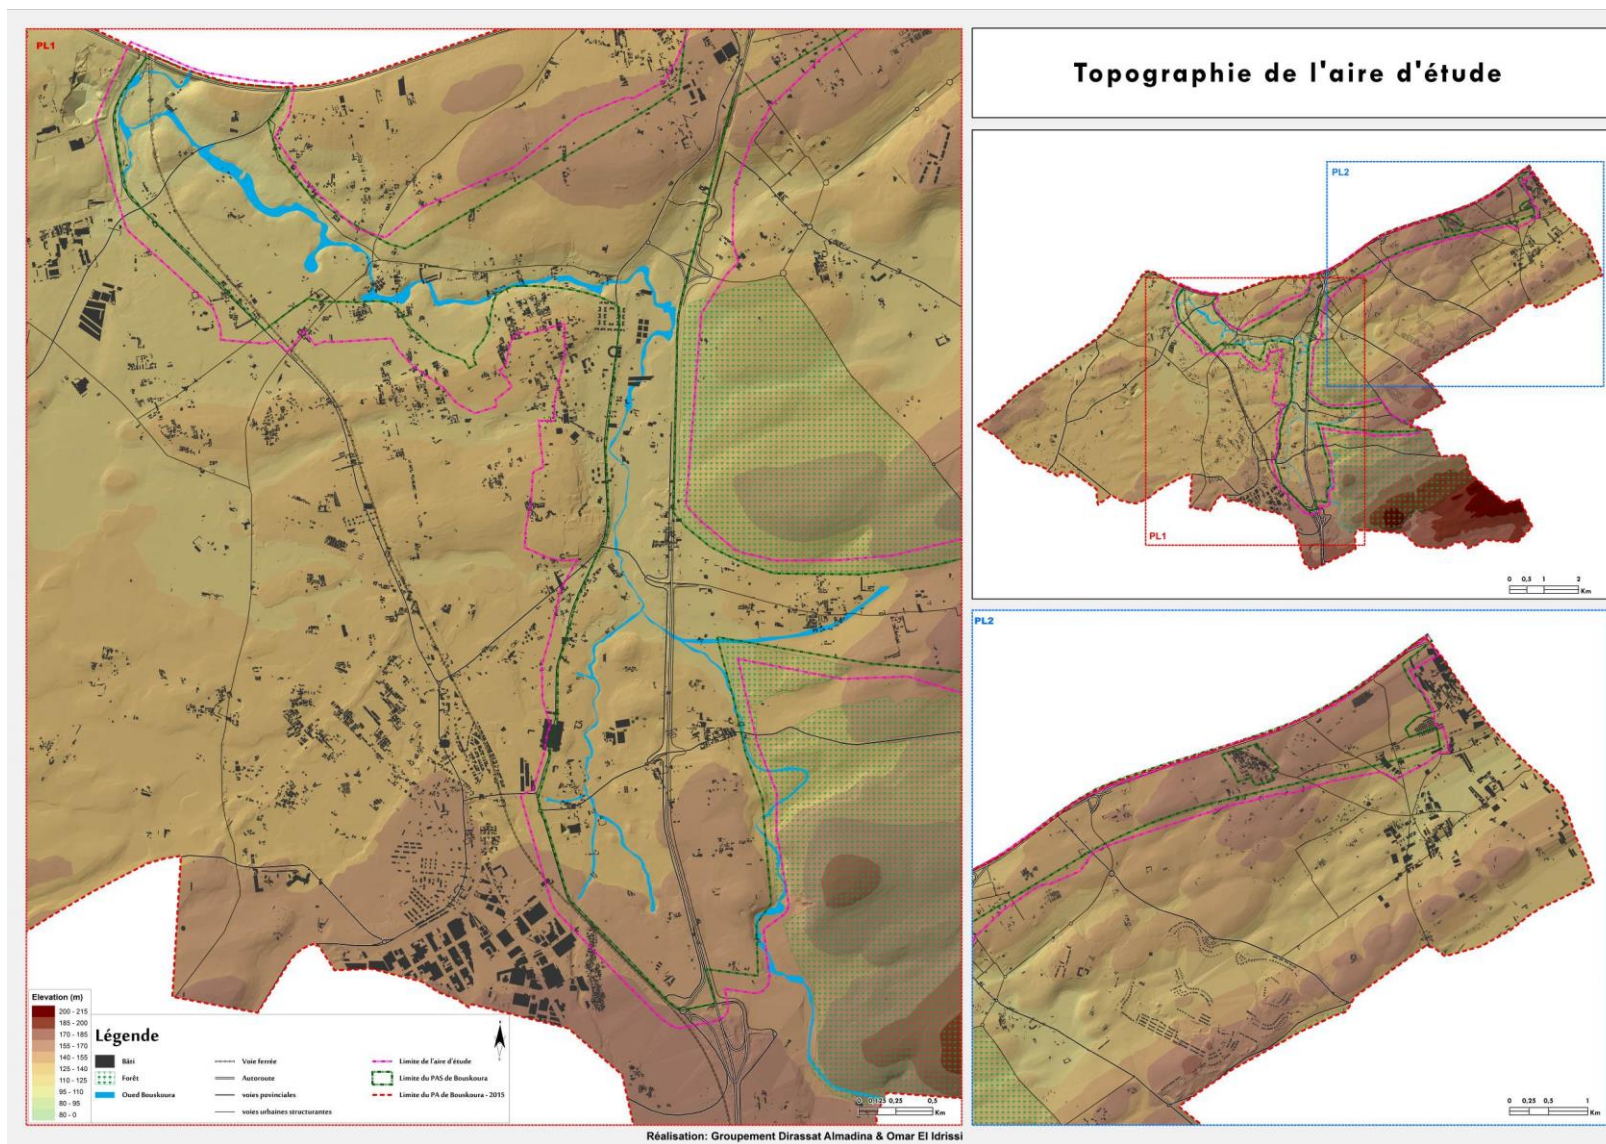 PL1
Topographie de l'aire d'étude
PL2
PL1
0 0,5 1 2
Km
PL2
0 0,25 0,5 1
Km
Elevation (m)
200 - 215
185 - 200
170 - 185
155 - 170
140 - 155
125 - 140
110 - 125
95 - 110
80 - 95
80 - 0
Légende
Bâti
Forêt
Oued Bouskoura
Voie ferrée
Autoroute
voies povinciales
voies urbaines structurantes
Limite de l'aire d'étude
Limite du PAS de Bouskoura
Limite du PA de Bouskoura - 2015
0 0,125 0,25 0,5
Km
Réalisation: Groupement Dirassat Almadina & Omar El Idrissi